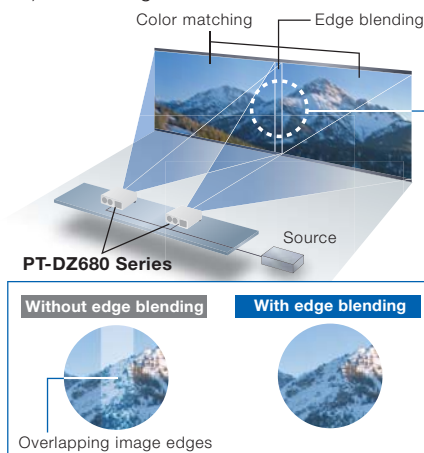 Color matching
Edge blending
Source
PT-DZ680 Series
Without edge blending
With edge blending
Overlapping image edges